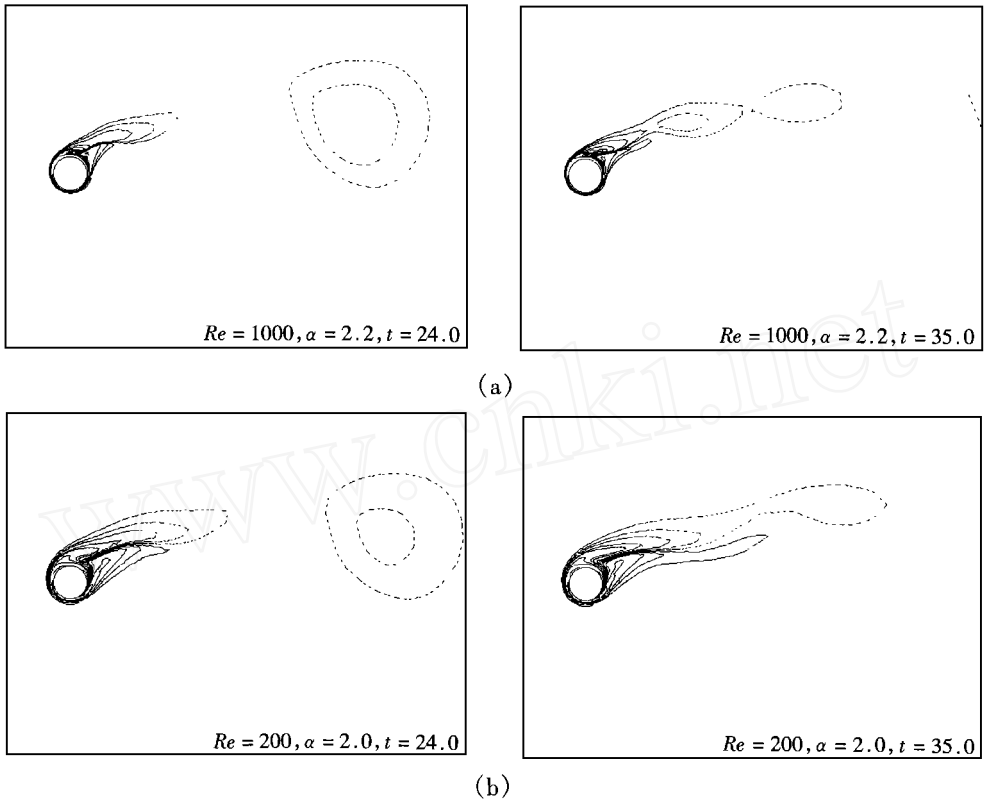 Re = 1000, α = 2.2, t = 24.0
Re = 1000, α = 2.2, t = 35.0
(a)
www.cnki.net
Re = 200, α = 2.0, t = 24.0
Re = 200, α = 2.0, t = 35.0
(b)